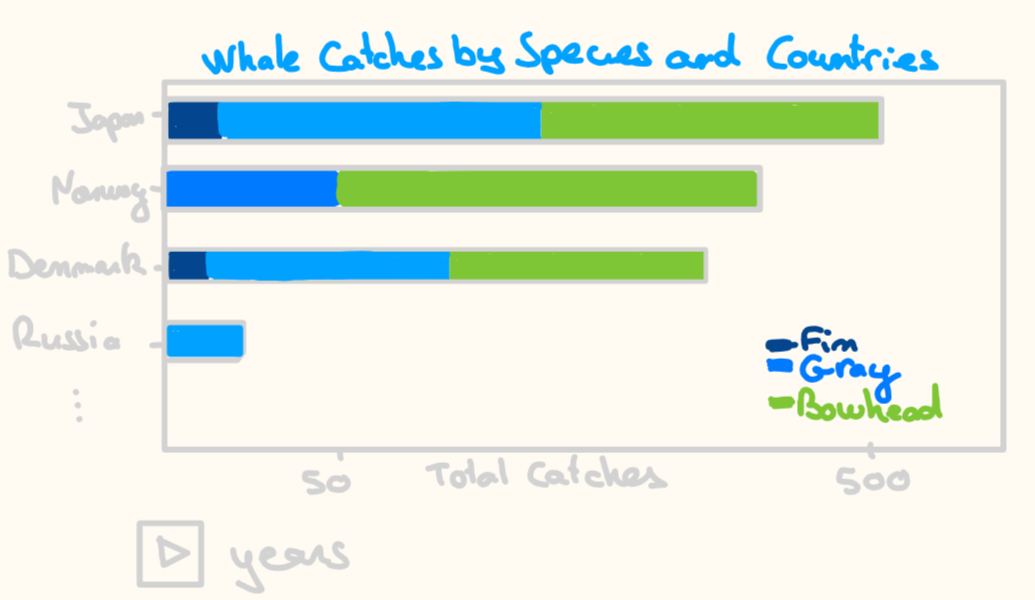 Whale Catches by Species and Countries
Japan
Norway
Denmark
Russia
⋮
Fin
Gray
Bowhead
50 Total Catches 500
years